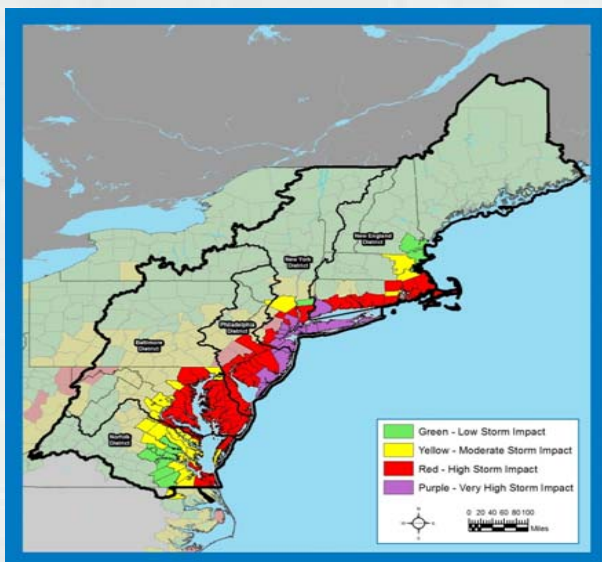 New England
District
New York
District
Philadelphia
District
Baltimore
District
Norfolk
District
Green - Low Storm Impact
Yellow - Moderate Storm Impact
Red - High Storm Impact
Purple - Very High Storm Impact
N
W
E
S
0 20 40 60 80 100
Miles